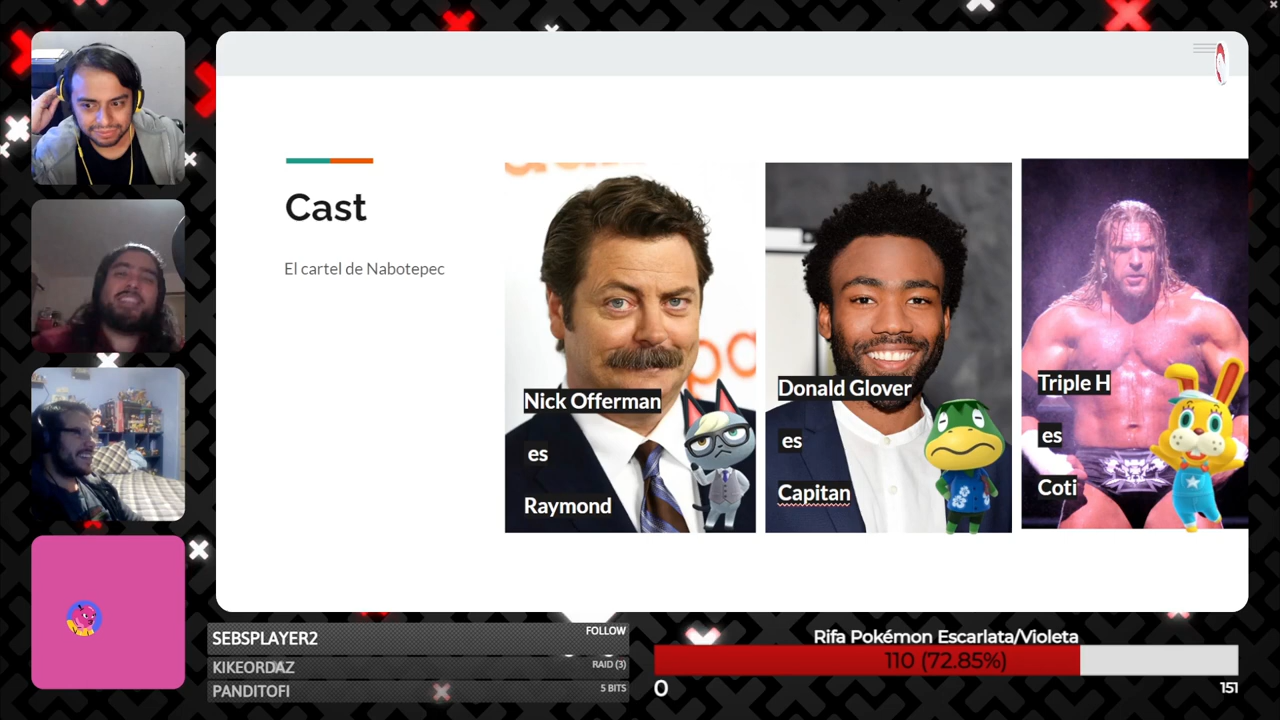 Cast
El cartel de Nabotepec
Nick Offerman
es
Raymond
Donald Glover
es
Capitan
Triple H
es
Coti
SEBSPLAYER2
FOLLOW
KIKEORDAZ
RAID (3)
PANDITOFI
5 BITS
Rifa Pokémon Escarlata/Violeta
110 (72.85%)
0
151